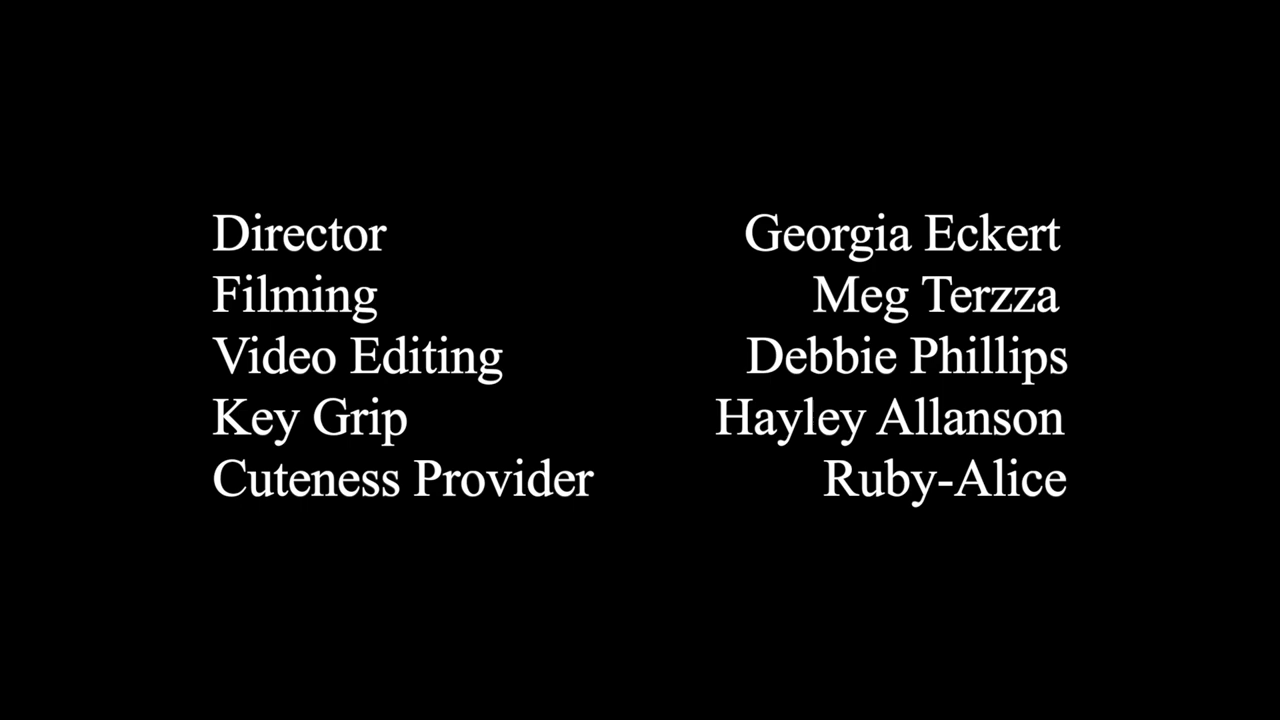 Director Georgia Eckert
Filming Meg Terzza
Video Editing Debbie Phillips
Key Grip Hayley Allanson
Cuteness Provider Ruby-Alice